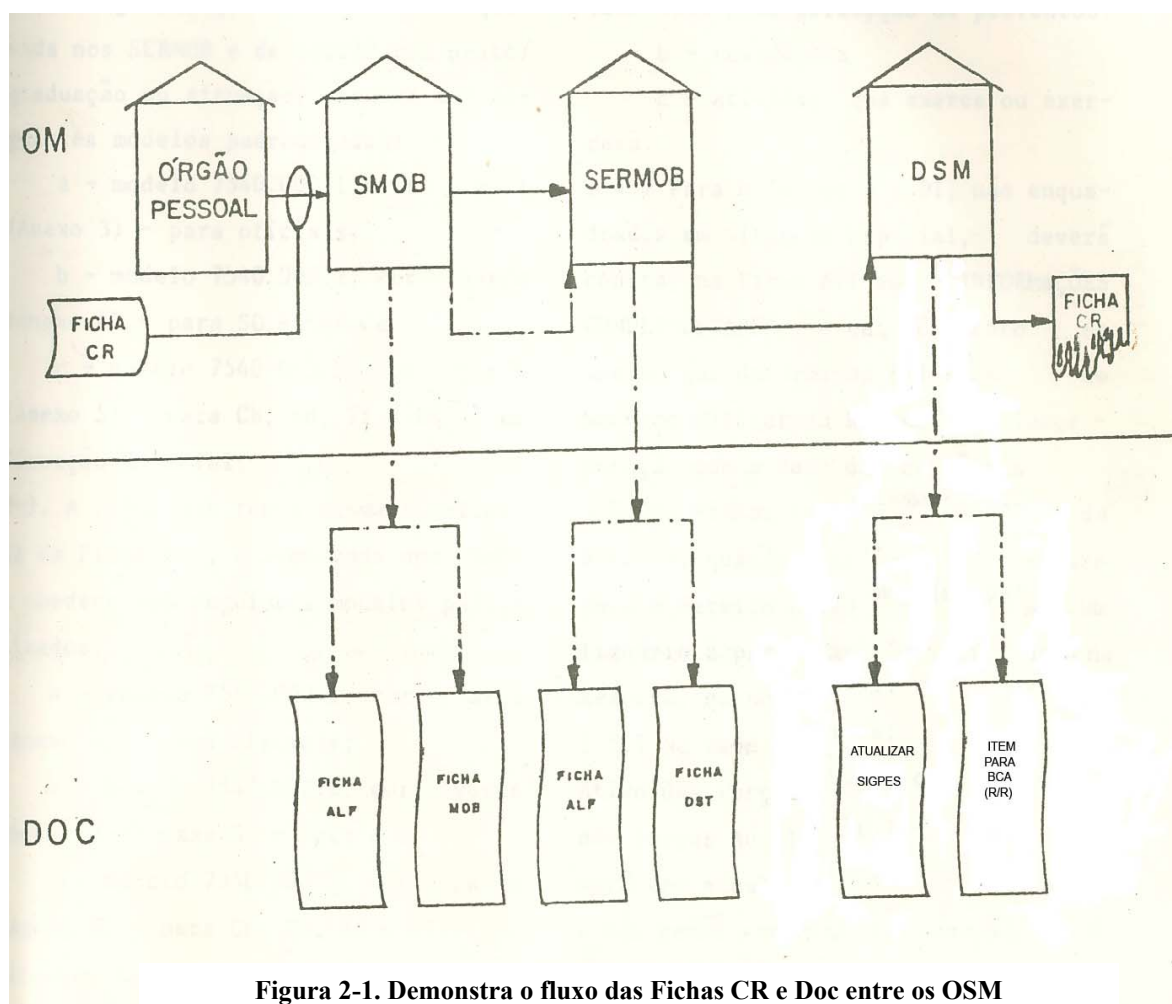 OM
ÓRGÃO
PESSOAL
SMOB
SERMOB
DSM
FICHA
CR
FICHA
CR
DOC
FICHA
ALF
FICHA
MOB
FICHA
ALF
FICHA
DST
ATUALIZAR
SIGPES
ITEM
PARA
BCA
(R/R)
Figura 2-1. Demonstra o fluxo das Fichas CR e Doc entre os OSM